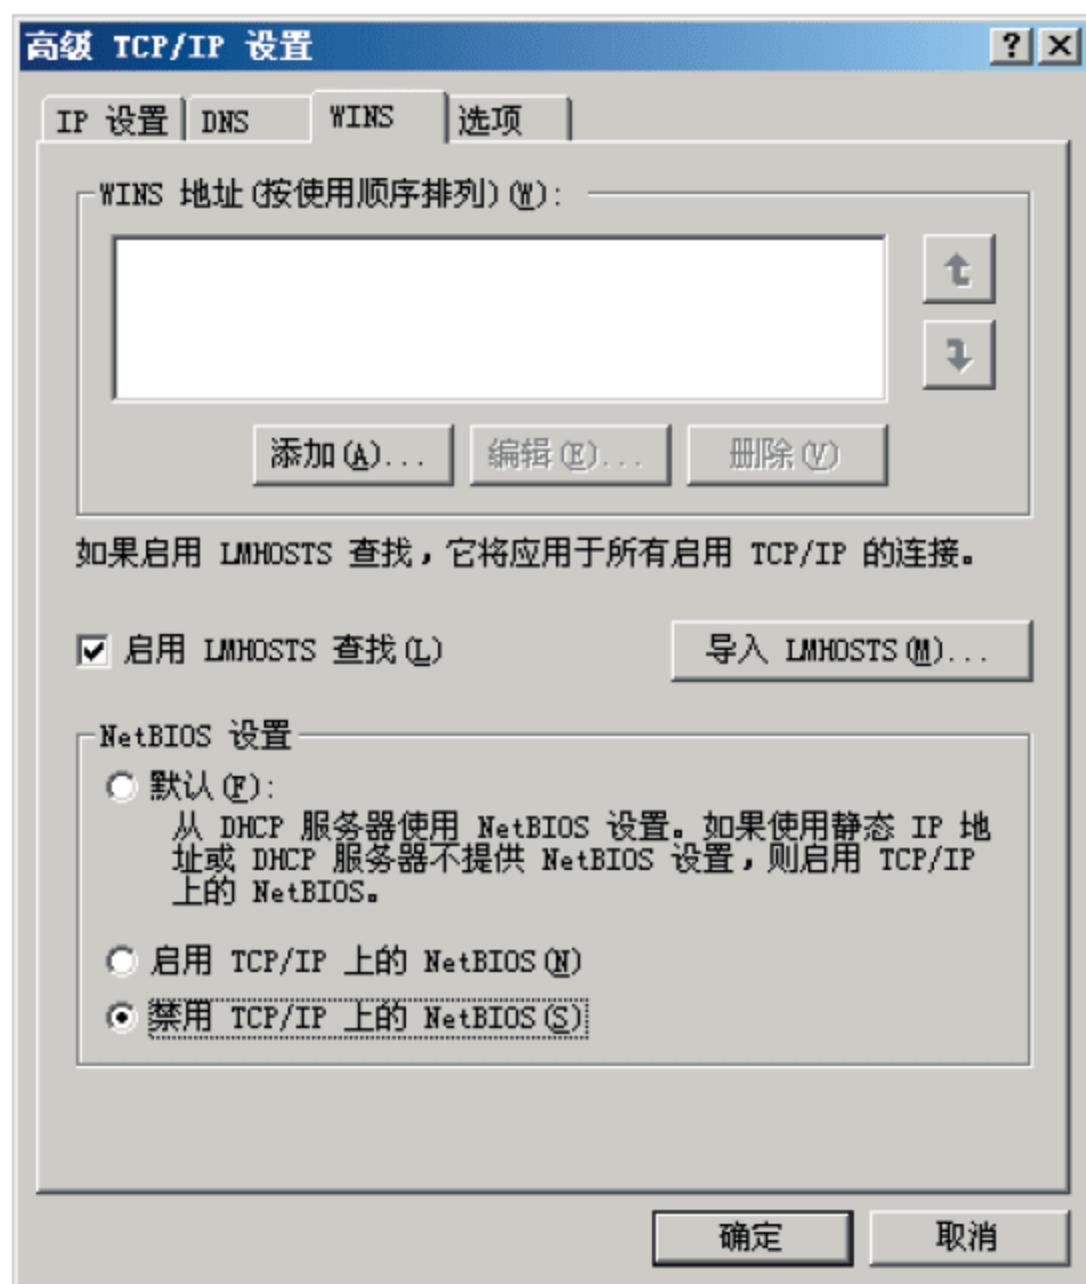 高级 TCP/IP 设置
IP 设置 DNS WINS 选项
WINS 地址(按使用顺序排列)(W):
添加(A)... 编辑(E)... 删除(V)
如果启用 LMHOSTS 查找，它将应用于所有启用 TCP/IP 的连接。
启用 LMHOSTS 查找(L) 导入 LMHOSTS(M)...
NetBIOS 设置
默认(F):
从 DHCP 服务器使用 NetBIOS 设置。如果使用静态 IP 地
址或 DHCP 服务器不提供 NetBIOS 设置，则启用 TCP/IP
上的 NetBIOS。
启用 TCP/IP 上的 NetBIOS(N)
禁用 TCP/IP 上的 NetBIOS(S)
确定 取消